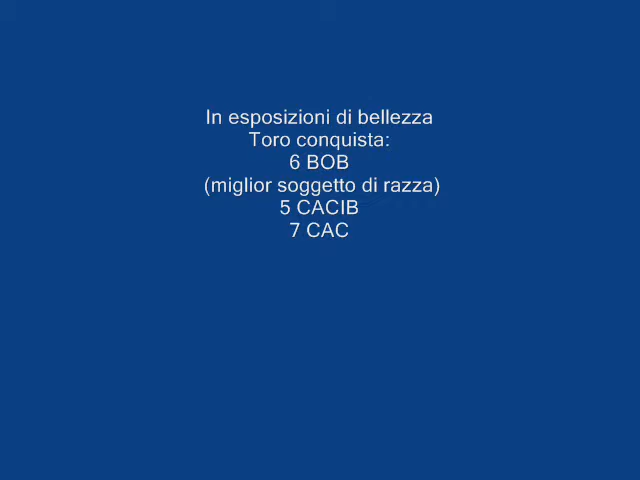 In esposizioni di bellezza
Toro conquista:
6 BOB
(miglior soggetto di razza)
5 CACIB
7 CAC